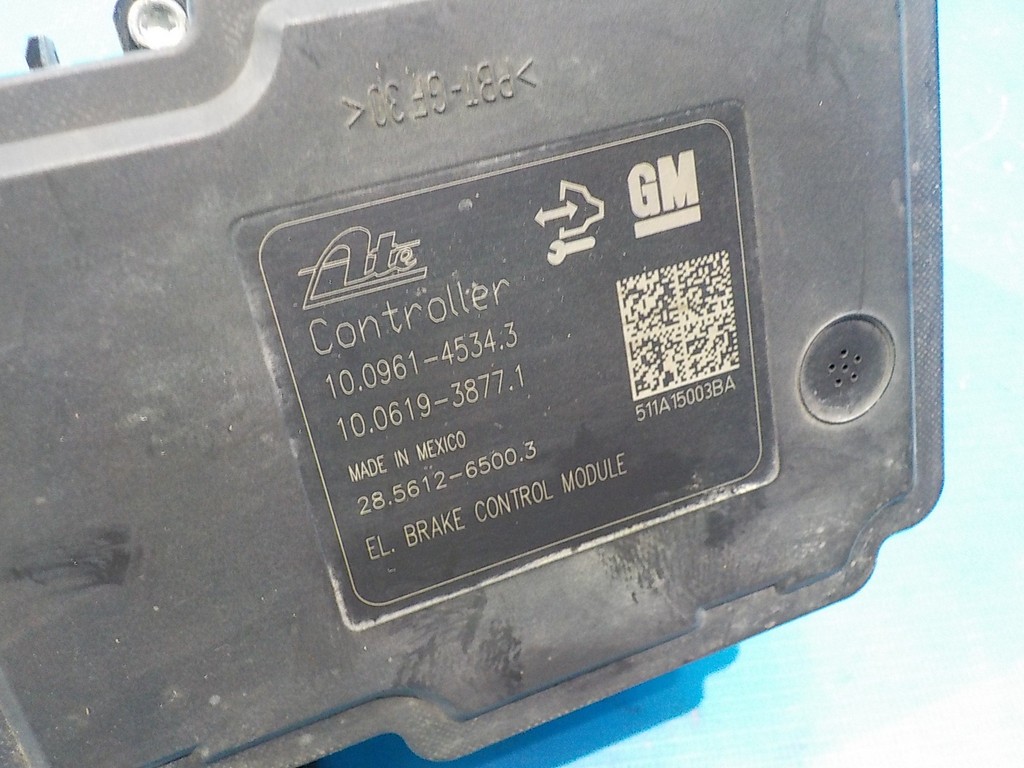 >PBT-GF30<
GM
Ate
Controller
10.0961-4534.3
10.0619-3877.1
511A15003BA
MADE IN MEXICO
28.5612-6500.3
EL. BRAKE CONTROL MODULE